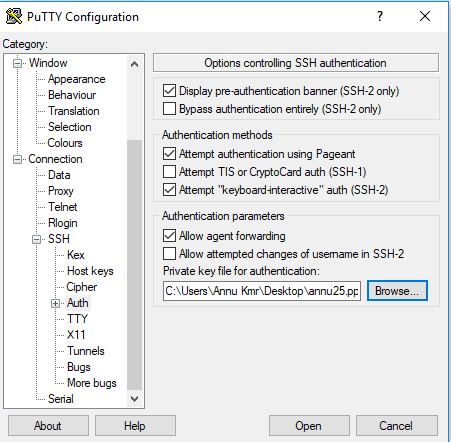 PuTTY Configuration
Category:
Window
Appearance
Behaviour
Translation
Selection
Colours
Connection
Data
Proxy
Telnet
Rlogin
SSH
Kex
Host keys
Cipher
Auth
TTY
X11
Tunnels
Bugs
More bugs
Serial
Options controlling SSH authentication
Display pre-authentication banner (SSH-2 only)
Bypass authentication entirely (SSH-2 only)
Authentication methods
Attempt authentication using Pageant
Attempt TIS or CryptoCard auth (SSH-1)
Attempt "keyboard-interactive" auth (SSH-2)
Authentication parameters
Allow agent forwarding
Allow attempted changes of username in SSH-2
Private key file for authentication:
C:\Users\Annu Kmr\Desktop\annu25.pp Browse...
About Help Open Cancel